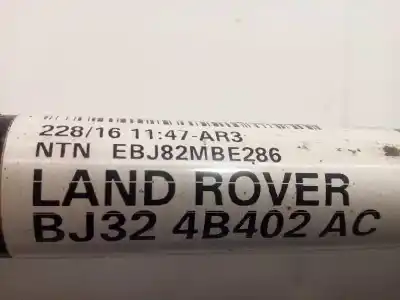 228/16 11:47-AR3
NTN EBJ82MBE286
LAND ROVER
BJ32 4B402 AC